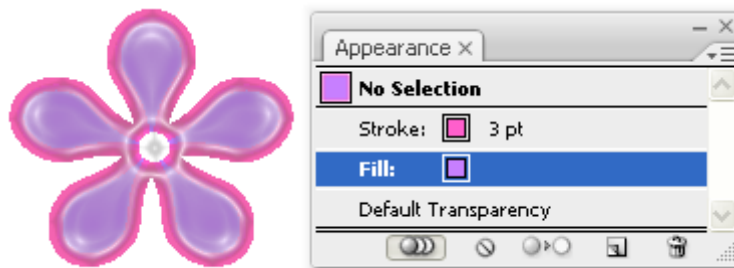 Appearance
No Selection
Stroke: 3 pt
Fill:
Default Transparency